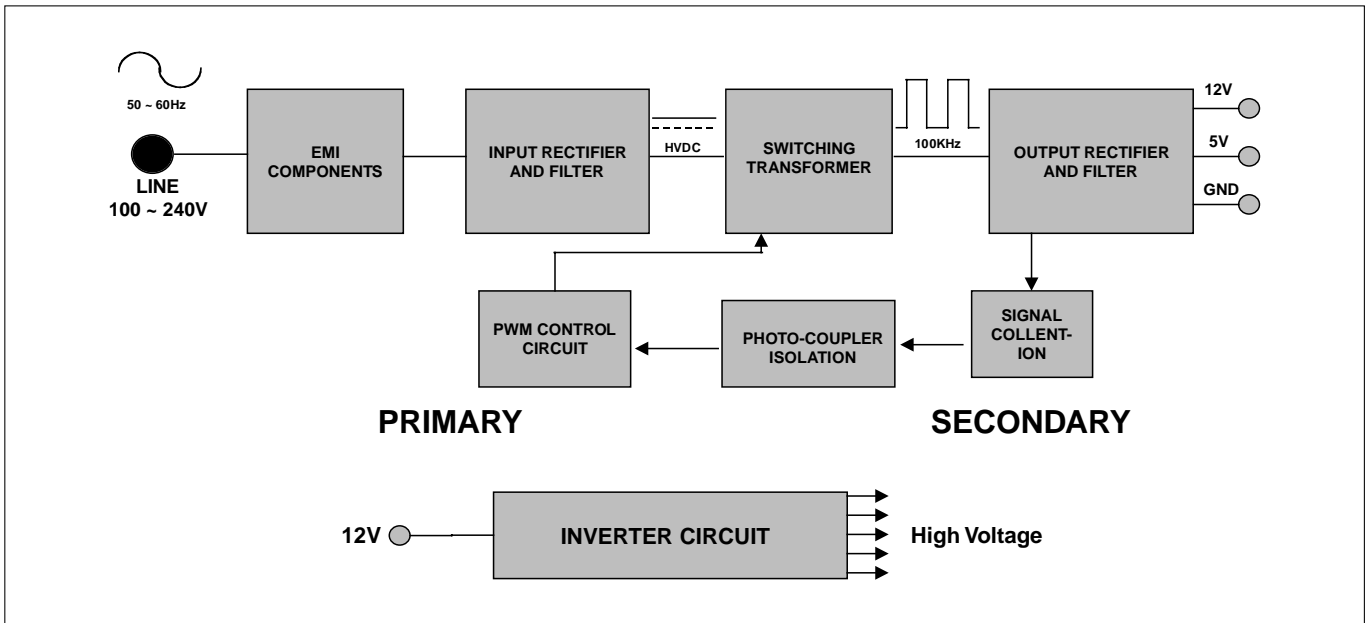 50 ~ 60Hz
LINE
100 ~ 240V
EMI
COMPONENTS
INPUT RECTIFIER
AND FILTER
HVDC
SWITCHING
TRANSFORMER
100KHz
OUTPUT RECTIFIER
AND FILTER
12V
5V
GND
PWM CONTROL
CIRCUIT
PHOTO-COUPLER
ISOLATION
SIGNAL
COLLENT-
ION
PRIMARY
SECONDARY
12V
INVERTER CIRCUIT
High Voltage